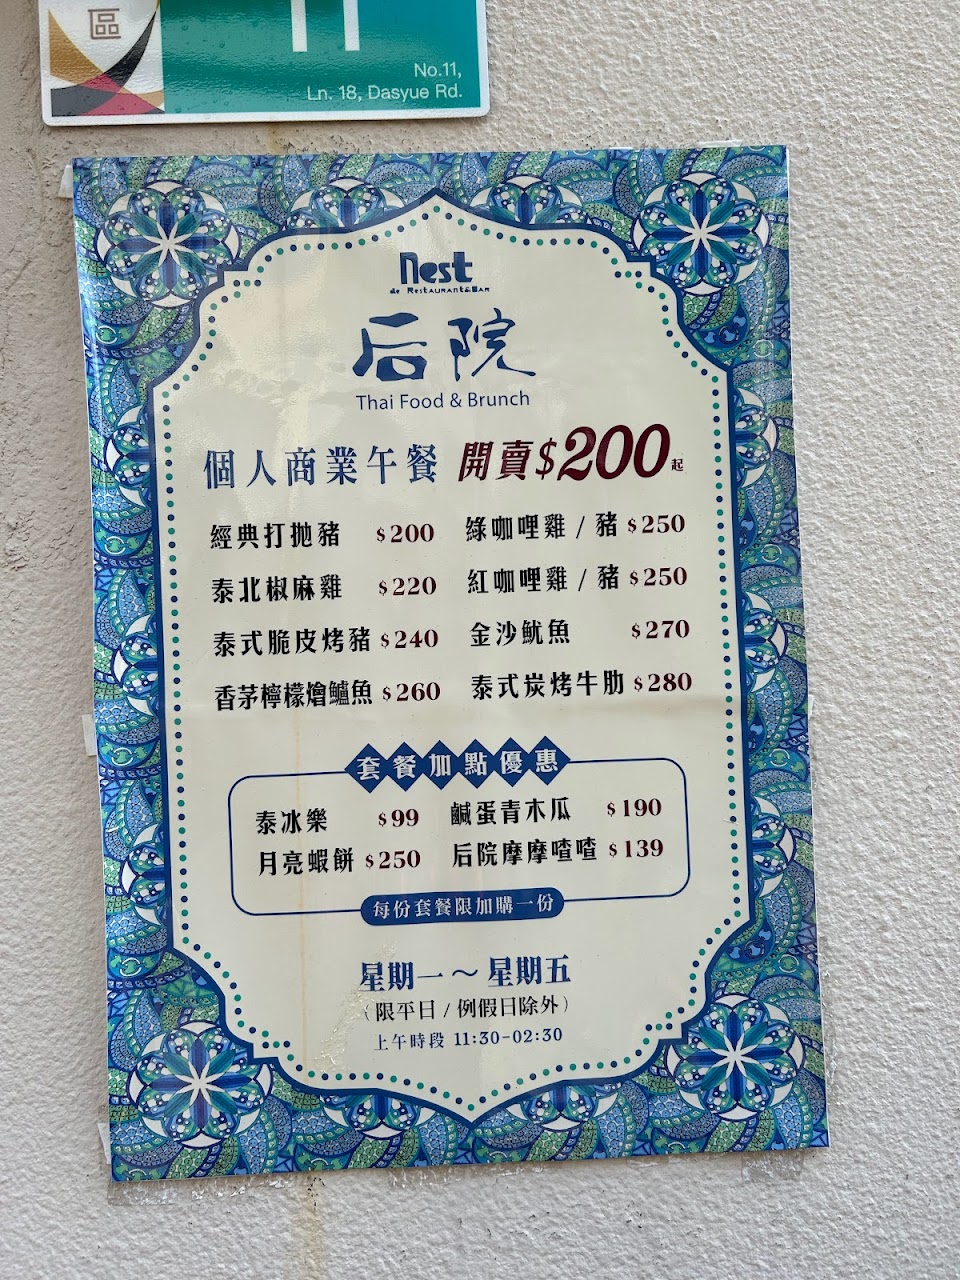 區
11
No.11,
Ln. 18, Dasyue Rd.
nest
de RESTAURANT&BAR
后院
Thai Food & Brunch
個人商業午餐 開賣$200起
經典打拋豬 $200 綠咖哩雞 / 豬 $250
泰北椒麻雞 $220 紅咖哩雞 / 豬 $250
泰式脆皮烤豬 $240 金沙魷魚 $270
香茅檸檬燴鱸魚 $260 泰式炭烤牛肋 $280
套餐加點優惠
泰冰樂 $99 鹹蛋青木瓜 $190
月亮蝦餅 $250 后院摩摩喳喳 $139
每份套餐限加購一份
星期一～星期五
（限平日 / 例假日除外）
上午時段 11:30-02:30